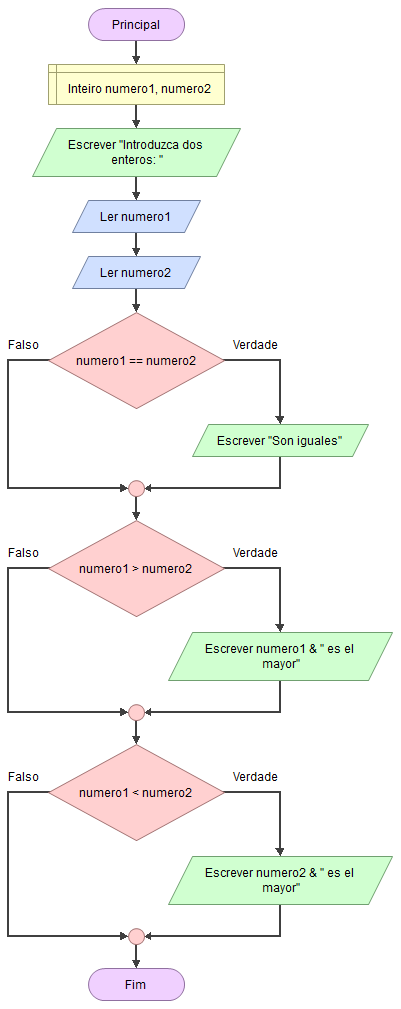 Principal
Inteiro numero1, numero2
Escrever "Introduzca dos
enteros: "
Ler numero1
Ler numero2
Falso
Verdade
numero1 == numero2
Escrever "Son iguales"
Falso
Verdade
numero1 > numero2
Escrever numero1 & " es el
mayor"
Falso
Verdade
numero1 < numero2
Escrever numero2 & " es el
mayor"
Fim